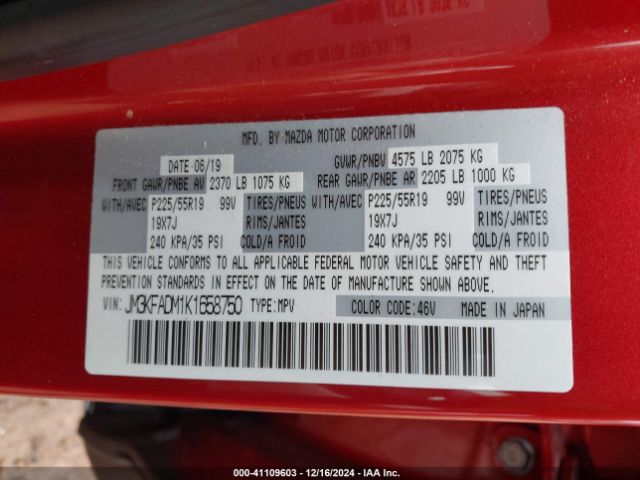 MFD. BY MAZDA MOTOR CORPORATION
DATE 06/19 GVWR/PNBV 4575 LB 2075 KG
FRONT GAWR/PNBE AV 2370 LB 1075 KG REAR GAWR/PNBE AR 2205 LB 1000 KG
WITH/AVEC P225/55R19 99V TIRES/PNEUS WITH/AVEC P225/55R19 99V TIRES/PNEUS
19X7J RIMS/JANTES 19X7J RIMS/JANTES
240 KPA/35 PSI COLD/A FROID 240 KPA/35 PSI COLD/A FROID
THIS VEHICLE CONFORMS TO ALL APPLICABLE FEDERAL MOTOR VEHICLE SAFETY AND THEFT
PREVENTION STANDARDS IN EFFECT ON THE DATE OF MANUFACTURE SHOWN ABOVE.
VIN: JM3KFADM1K1658750 TYPE:MPV COLOR CODE:46V MADE IN JAPAN
000-41109603 - 12/16/2024 - IAA Inc.